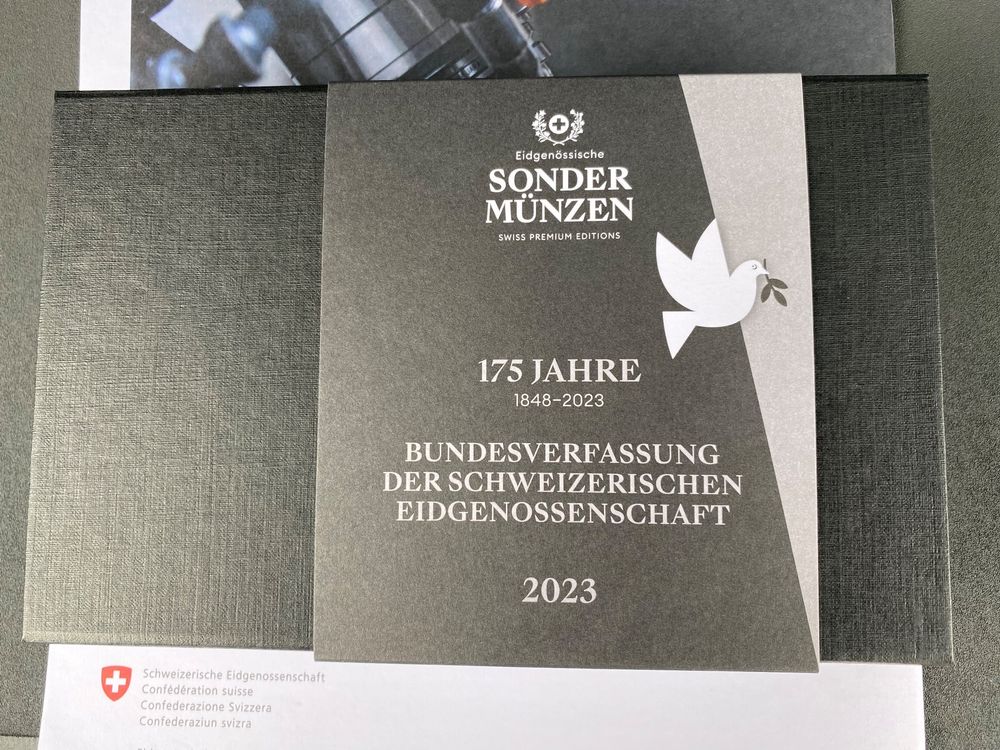 Eidgenössische
SONDER
MÜNZEN
SWISS PREMIUM EDITIONS
175 JAHRE
1848–2023
BUNDESVERFASSUNG
DER SCHWEIZERISCHEN
EIDGENOSSENSCHAFT
2023
Schweizerische Eidgenossenschaft
Confédération suisse
Confederazione Svizzera
Confederaziun svizra